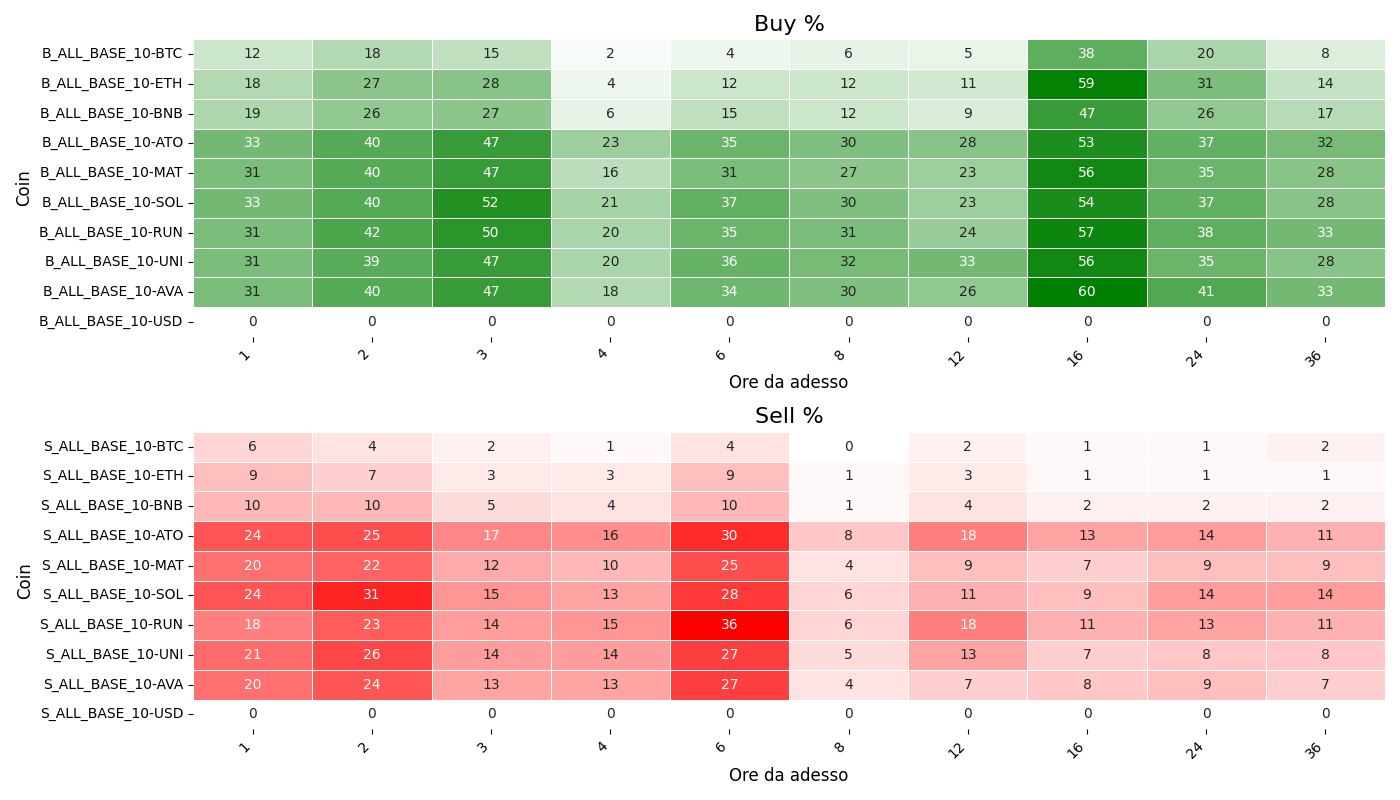 Buy %
Coin
B_ALL_BASE_10-BTC 12 18 15 2 4 6 5 38 20 8
B_ALL_BASE_10-ETH 18 27 28 4 12 12 11 59 31 14
B_ALL_BASE_10-BNB 19 26 27 6 15 12 9 47 26 17
B_ALL_BASE_10-ATO 33 40 47 23 35 30 28 53 37 32
B_ALL_BASE_10-MAT 31 40 47 16 31 27 23 56 35 28
B_ALL_BASE_10-SOL 33 40 52 21 37 30 23 54 37 28
B_ALL_BASE_10-RUN 31 42 50 20 35 31 24 57 38 33
B_ALL_BASE_10-UNI 31 39 47 20 36 32 33 56 35 28
B_ALL_BASE_10-AVA 31 40 47 18 34 30 26 60 41 33
B_ALL_BASE_10-USD 0 0 0 0 0 0 0 0 0 0
1 2 3 4 6 8 12 16 24 36
Ore da adesso
Sell %
Coin
S_ALL_BASE_10-BTC 6 4 2 1 4 0 2 1 1 2
S_ALL_BASE_10-ETH 9 7 3 3 9 1 3 1 1 1
S_ALL_BASE_10-BNB 10 10 5 4 10 1 4 2 2 2
S_ALL_BASE_10-ATO 24 25 17 16 30 8 18 13 14 11
S_ALL_BASE_10-MAT 20 22 12 10 25 4 9 7 9 9
S_ALL_BASE_10-SOL 24 31 15 13 28 6 11 9 14 14
S_ALL_BASE_10-RUN 18 23 14 15 36 6 18 11 13 11
S_ALL_BASE_10-UNI 21 26 14 14 27 5 13 7 8 8
S_ALL_BASE_10-AVA 20 24 13 13 27 4 7 8 9 7
S_ALL_BASE_10-USD 0 0 0 0 0 0 0 0 0 0
1 2 3 4 6 8 12 16 24 36
Ore da adesso